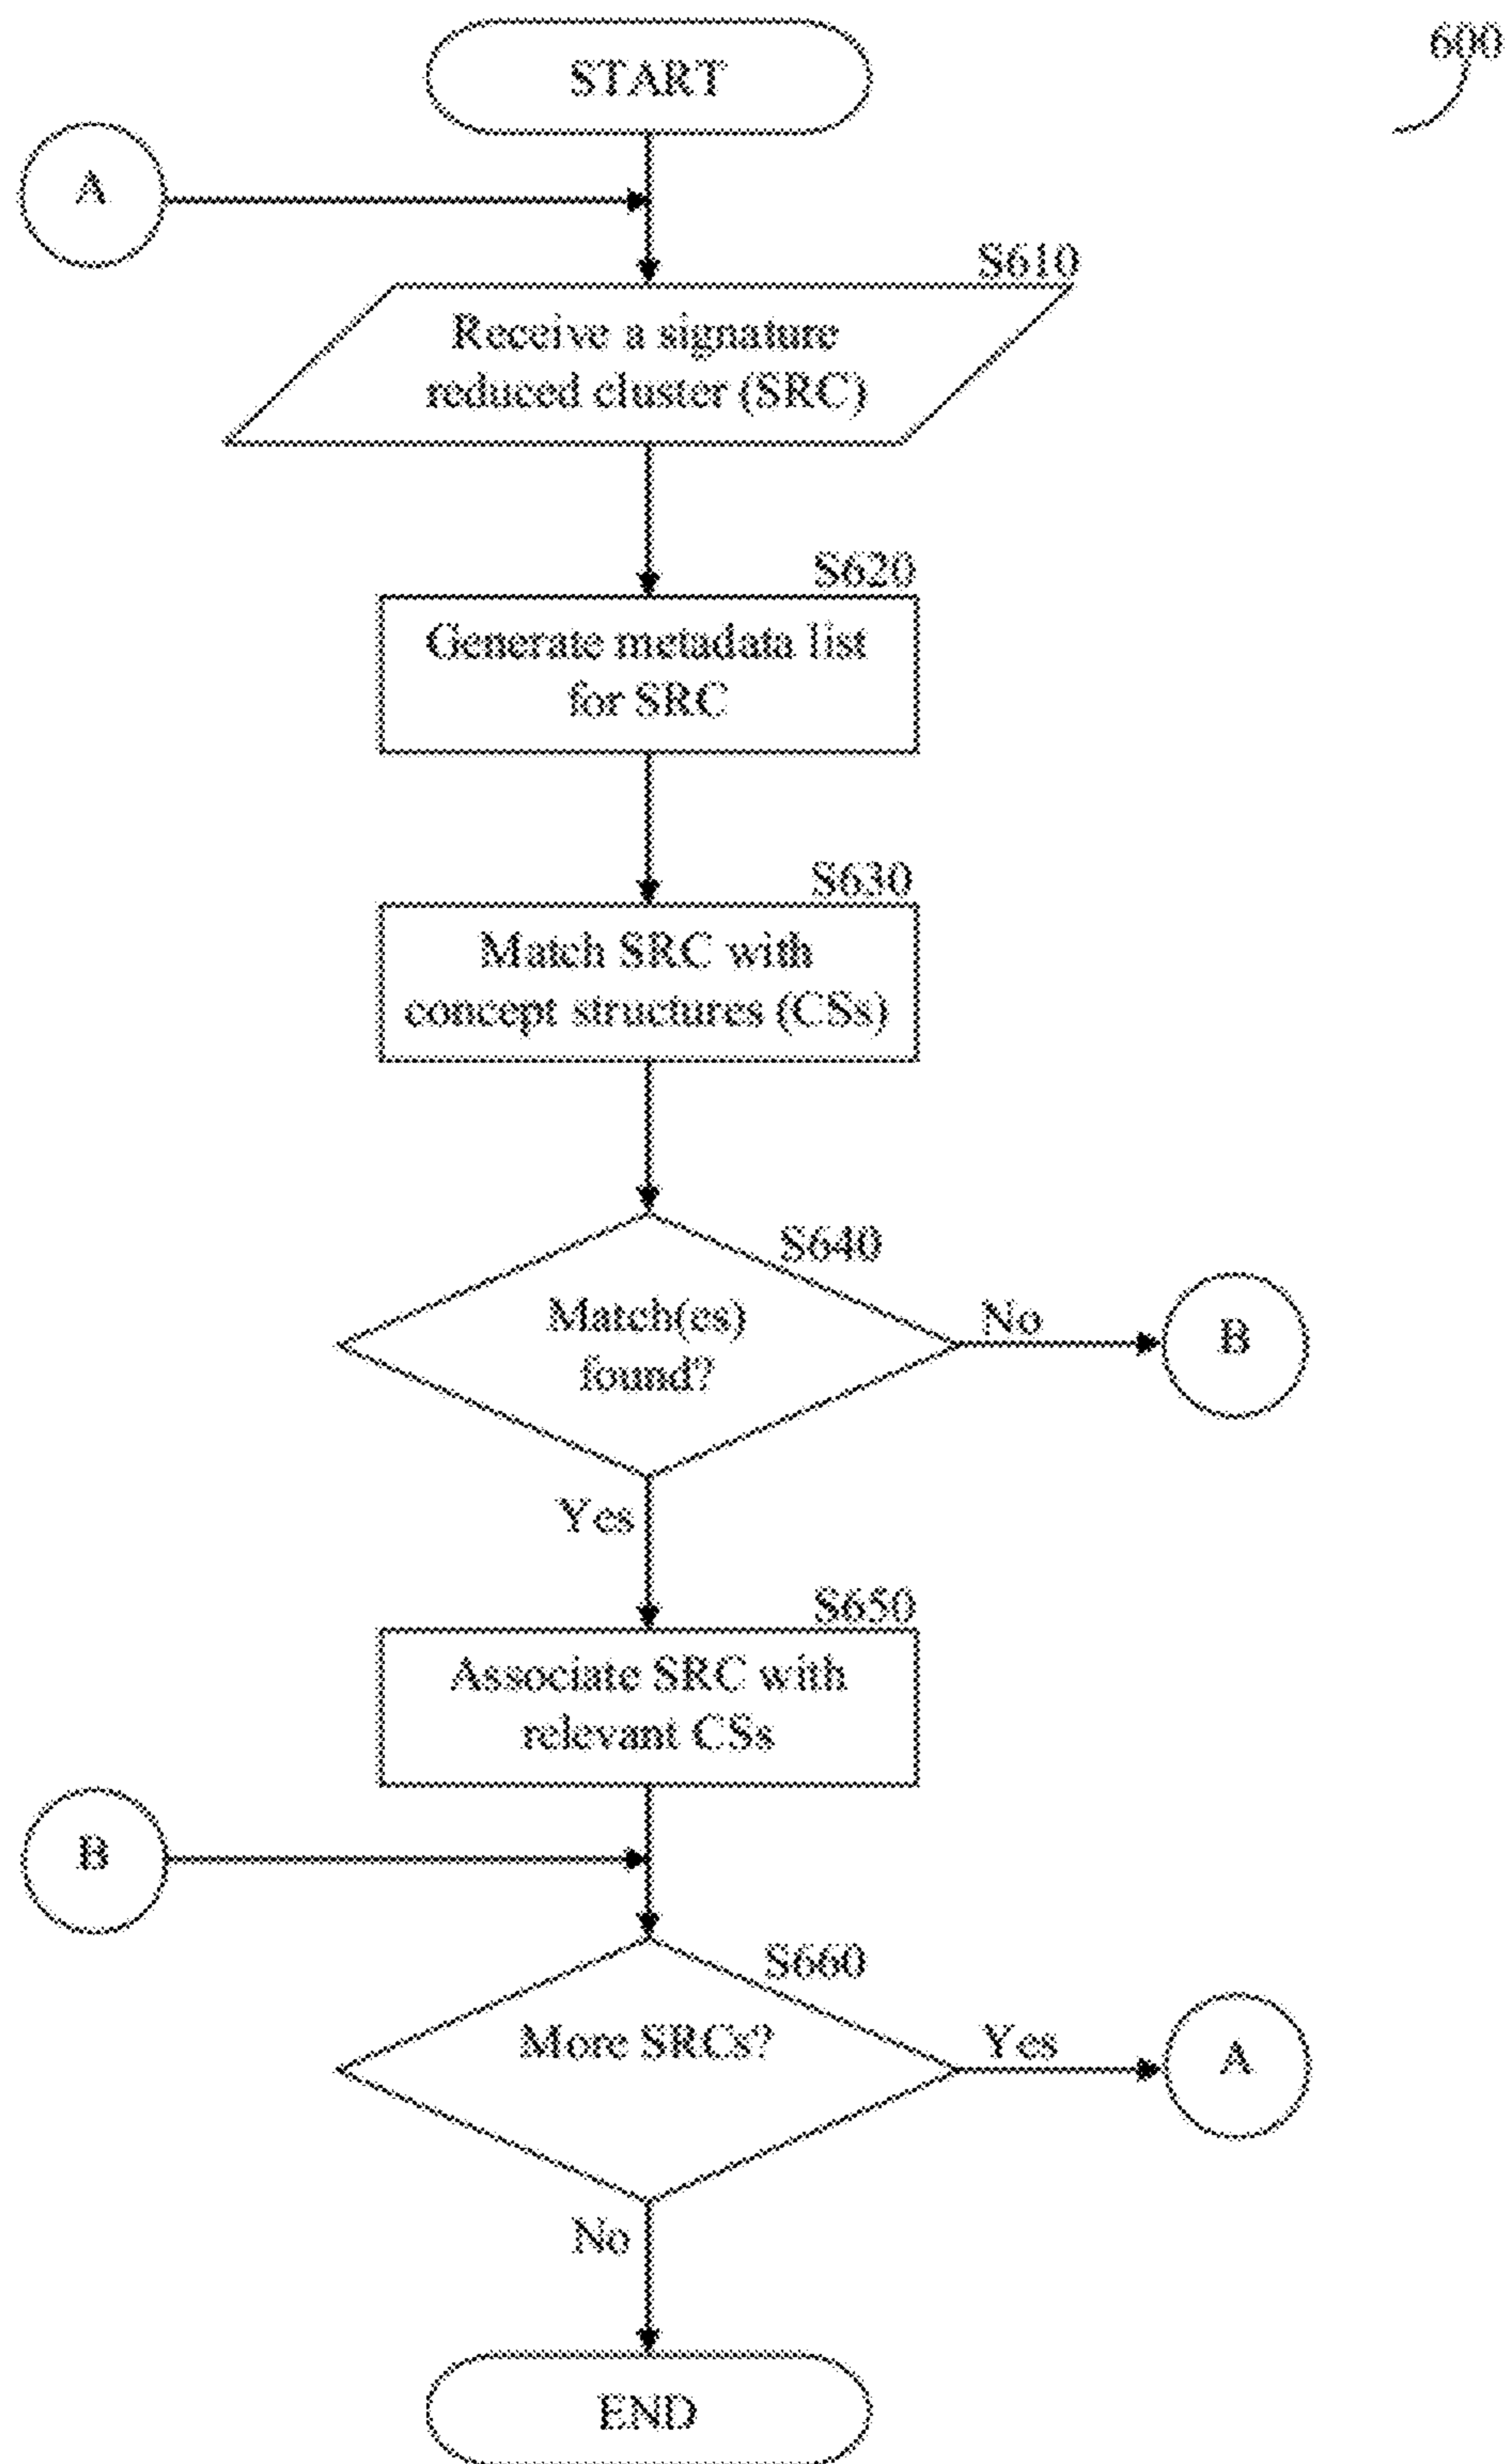 START
600
A
S610
Receive a signature
reduced cluster (SRC)
S620
Generate metadata list
for SRC
S630
Match SRC with
concept structures (CSs)
S640
Match(es)
found?
No
B
Yes
S650
Associate SRC with
relevant CSs
B
S660
More SRCs?
Yes
A
No
END